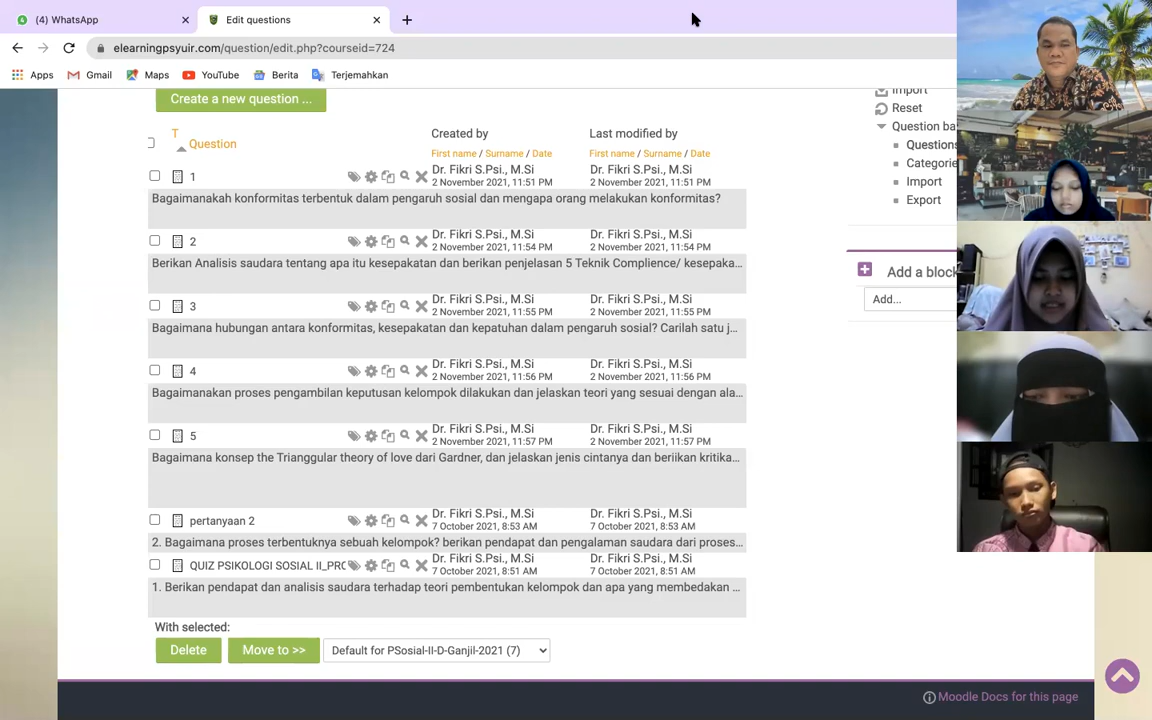 (4) WhatsApp
Edit questions
elearningpsyuir.com/question/edit.php?courseid=724
Apps Gmail Maps YouTube Berita Terjemahkan
Create a new question ...
T
Question
Created by
First name / Surname / Date
Last modified by
First name / Surname / Date
1
Dr. Fikri S.Psi., M.Si
2 November 2021, 11:51 PM
Dr. Fikri S.Psi., M.Si
2 November 2021, 11:51 PM
Bagaimanakah konformitas terbentuk dalam pengaruh sosial dan mengapa orang melakukan konformitas?
2
Dr. Fikri S.Psi., M.Si
2 November 2021, 11:54 PM
Dr. Fikri S.Psi., M.Si
2 November 2021, 11:54 PM
Berikan Analisis saudara tentang apa itu kesepakatan dan berikan penjelasan 5 Teknik Complience/ kesepaka...
3
Dr. Fikri S.Psi., M.Si
2 November 2021, 11:55 PM
Dr. Fikri S.Psi., M.Si
2 November 2021, 11:55 PM
Bagaimana hubungan antara konformitas, kesepakatan dan kepatuhan dalam pengaruh sosial? Carilah satu j...
4
Dr. Fikri S.Psi., M.Si
2 November 2021, 11:56 PM
Dr. Fikri S.Psi., M.Si
2 November 2021, 11:56 PM
Bagaimanakan proses pengambilan keputusan kelompok dilakukan dan jelaskan teori yang sesuai dengan ala...
5
Dr. Fikri S.Psi., M.Si
2 November 2021, 11:57 PM
Dr. Fikri S.Psi., M.Si
2 November 2021, 11:57 PM
Bagaimana konsep the Trianggular theory of love dari Gardner, dan jelaskan jenis cintanya dan beriikan kritika...
pertanyaan 2
Dr. Fikri S.Psi., M.Si
7 October 2021, 8:53 AM
Dr. Fikri S.Psi., M.Si
7 October 2021, 8:53 AM
2. Bagaimana proses terbentuknya sebuah kelompok? berikan pendapat dan pengalaman saudara dari proses...
QUIZ PSIKOLOGI SOSIAL II_PRO
Dr. Fikri S.Psi., M.Si
7 October 2021, 8:51 AM
Dr. Fikri S.Psi., M.Si
7 October 2021, 8:51 AM
1. Berikan pendapat dan analisis saudara terhadap teori pembentukan kelompok dan apa yang membedakan ...
With selected:
Delete Move to >> Default for PSosial-II-D-Ganjil-2021 (7)
Import
Reset
Question ba
Questions
Categorie
Import
Export
Add a block
Add...
Moodle Docs for this page